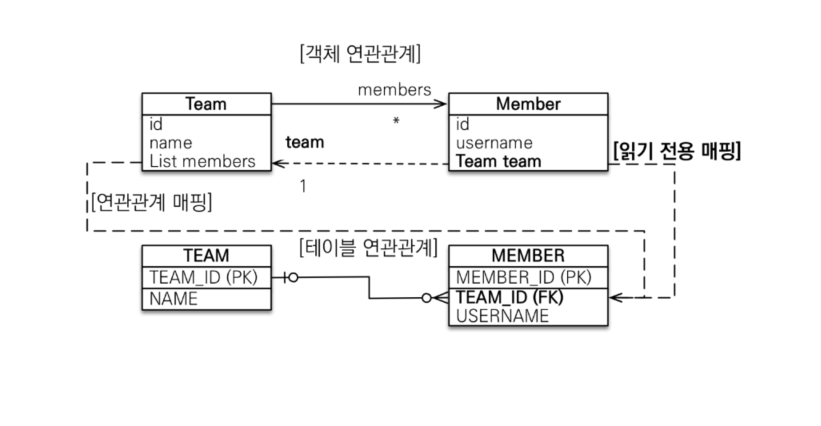 [객체 연관관계]
members
Team
Member
*
id
name
List members
team
1
id
username
Team team
[읽기 전용 매핑]
[연관관계 매핑]
[테이블 연관관계]
TEAM
TEAM_ID (PK)
NAME
MEMBER
MEMBER_ID (PK)
TEAM_ID (FK)
USERNAME